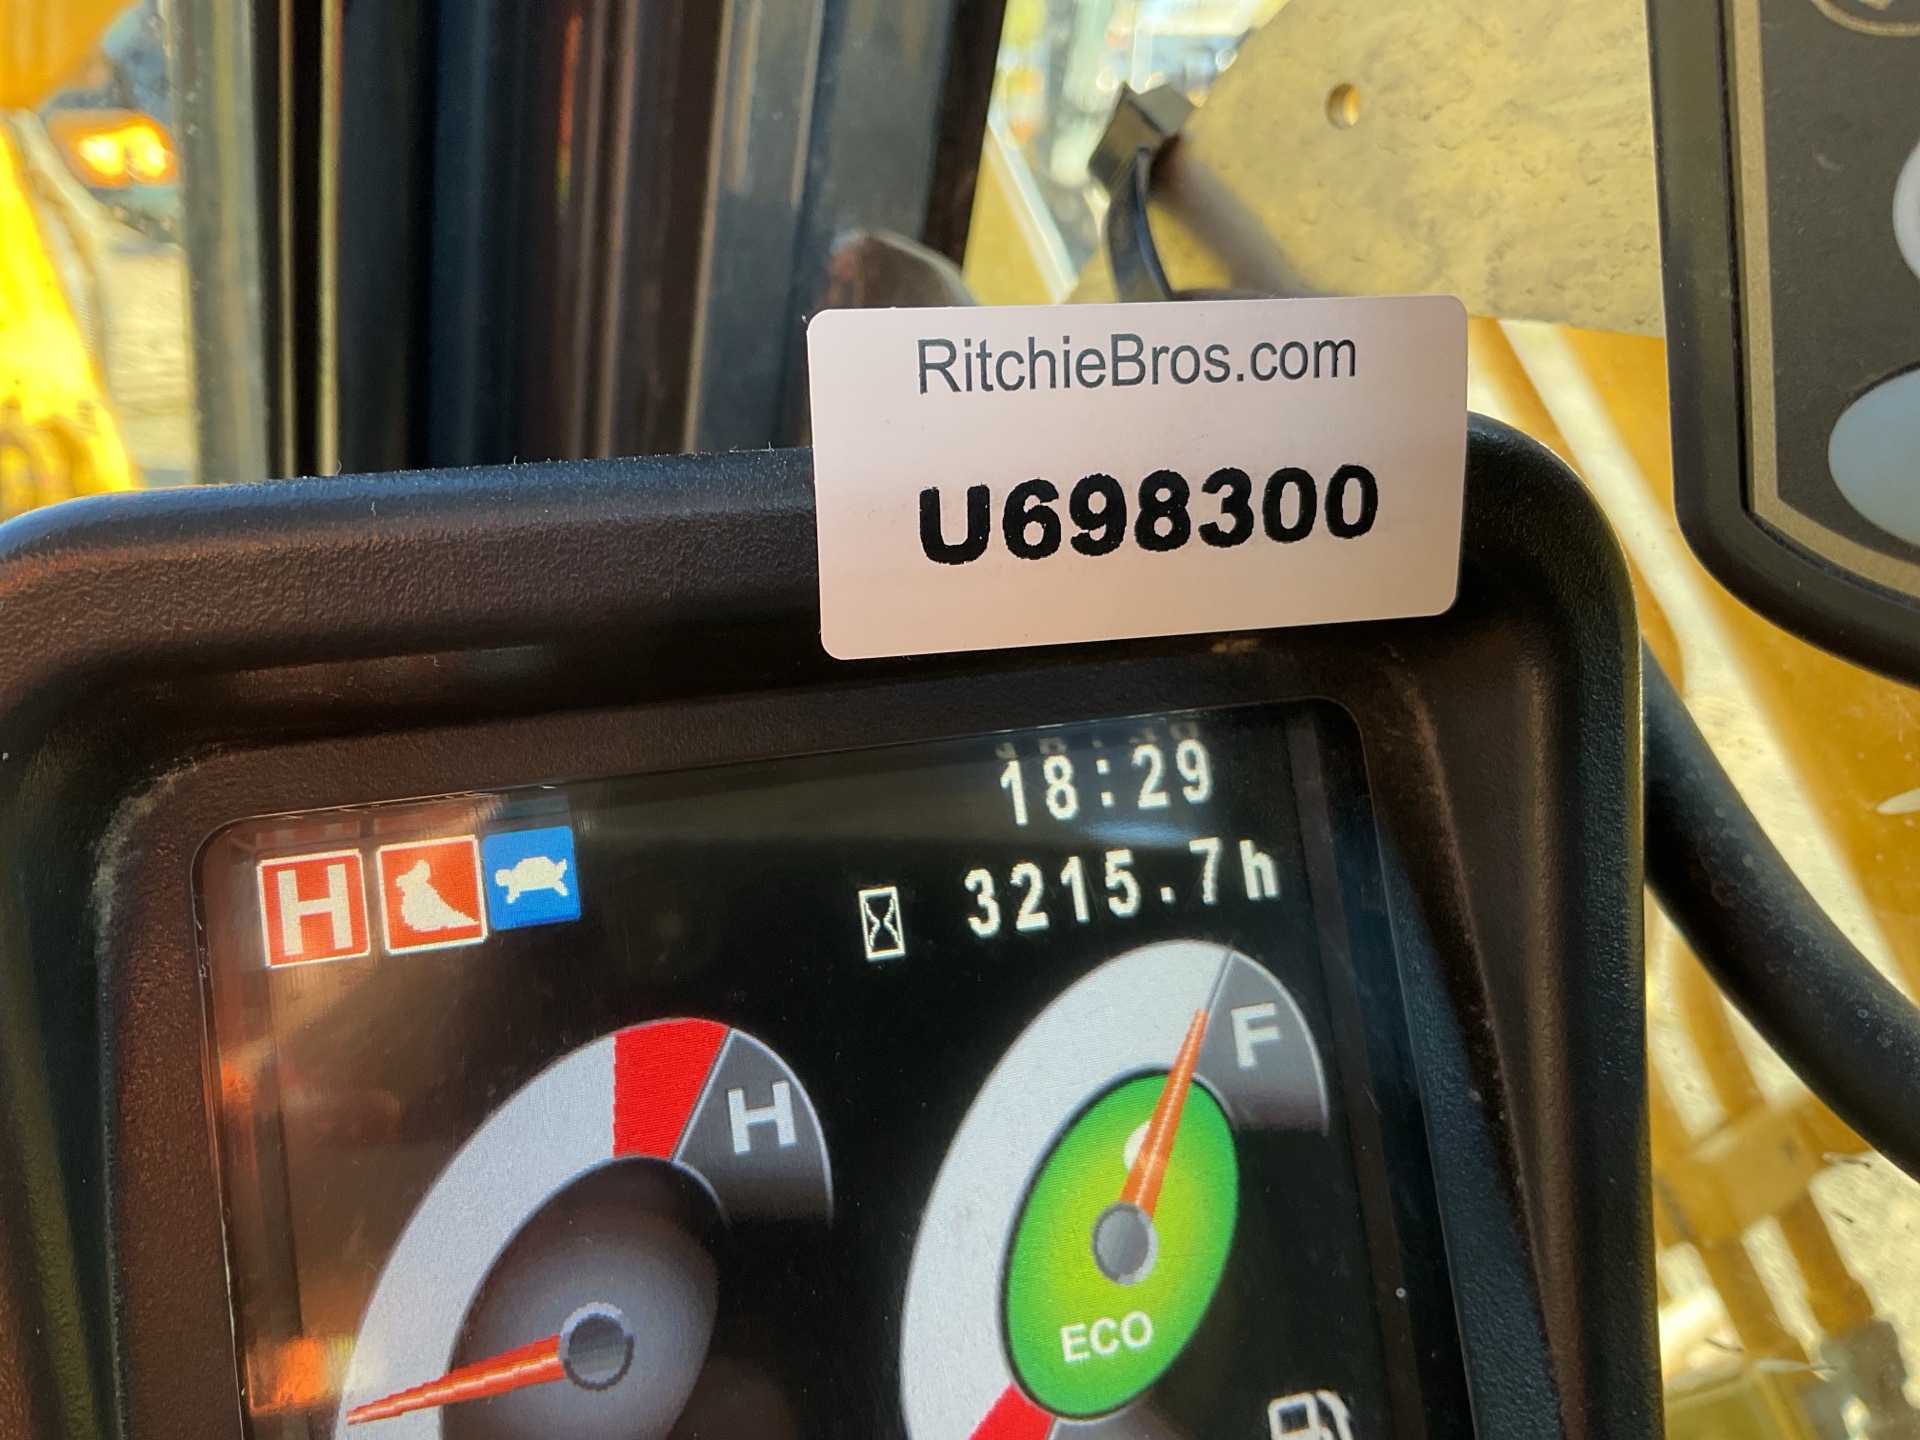 RitchieBros.com
U698300
18:29
3215.7h
H
H
F
ECO